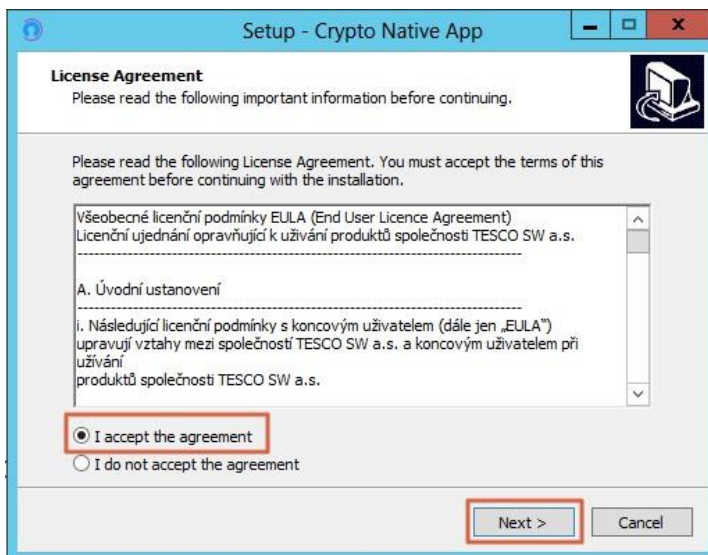 Setup - Crypto Native App
License Agreement
Please read the following important information before continuing.
Please read the following License Agreement. You must accept the terms of this
agreement before continuing with the installation.
Všeobecné licenční podmínky EULA (End User Licence Agreement)
Licenční ujednání opravňující k užívání produktů společnosti TESCO SW a.s.
--------------------------------------------------------------------------------
A. Úvodní ustanovení
--------------------------------------------------------------------------------
i. Následující licenční podmínky s koncovým uživatelem (dále jen „EULA“)
upravují vztahy mezi společností TESCO SW a.s. a koncovým uživatelem při
užívání
produktů společnosti TESCO SW a.s.
I accept the agreement
I do not accept the agreement
Next >
Cancel